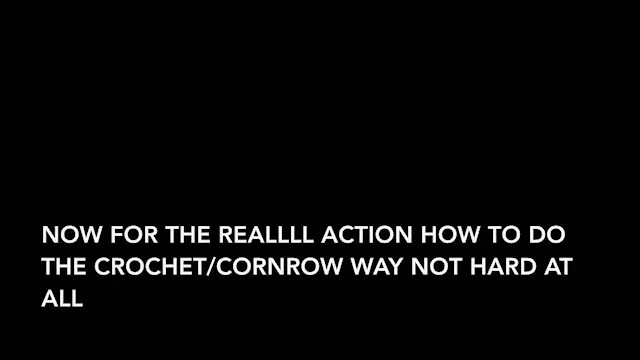 NOW FOR THE REALLLL ACTION HOW TO DO
THE CROCHET/CORNROW WAY NOT HARD AT
ALL